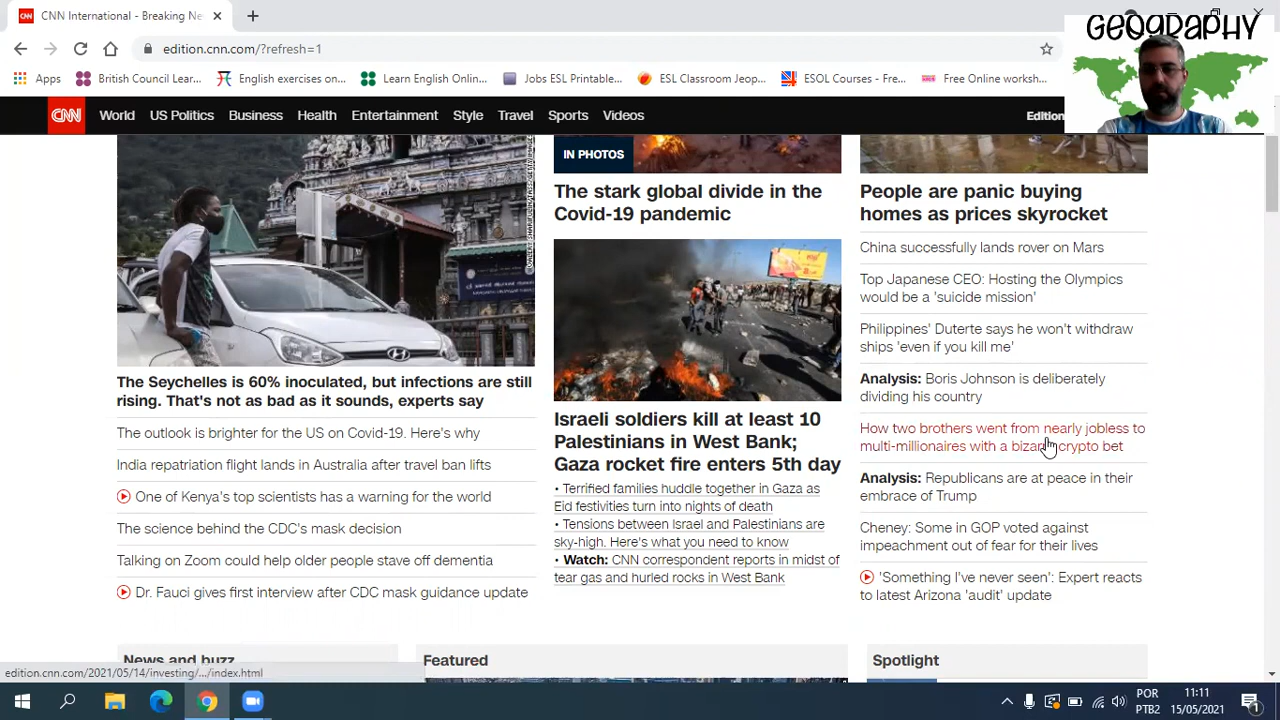 CNN International - Breaking Ne
GEOGRAPHY
edition.cnn.com/?refresh=1
Apps
British Council Lear...
English exercises on...
Learn English Onlin...
Jobs ESL Printable...
ESL Classroom Jeop...
ESOL Courses - Fre...
Free Online worksh...
CNN
World
US Politics
Business
Health
Entertainment
Style
Travel
Sports
Videos
Edition
The Seychelles is 60% inoculated, but infections are still
rising. That's not as bad as it sounds, experts say
The outlook is brighter for the US on Covid-19. Here's why
India repatriation flight lands in Australia after travel ban lifts
One of Kenya's top scientists has a warning for the world
The science behind the CDC's mask decision
Talking on Zoom could help older people stave off dementia
Dr. Fauci gives first interview after CDC mask guidance update
IN PHOTOS
The stark global divide in the
Covid-19 pandemic
Israeli soldiers kill at least 10
Palestinians in West Bank;
Gaza rocket fire enters 5th day
• Terrified families huddle together in Gaza as
Eid festivities turn into nights of death
• Tensions between Israel and Palestinians are
sky-high. Here's what you need to know
• Watch: CNN correspondent reports in midst of
tear gas and hurled rocks in West Bank
People are panic buying
homes as prices skyrocket
China successfully lands rover on Mars
Top Japanese CEO: Hosting the Olympics
would be a 'suicide mission'
Philippines' Duterte says he won't withdraw
ships 'even if you kill me'
Analysis: Boris Johnson is deliberately
dividing his country
How two brothers went from nearly jobless to
multi-millionaires with a bizarre crypto bet
Analysis: Republicans are at peace in their
embrace of Trump
Cheney: Some in GOP voted against
impeachment out of fear for their lives
'Something I've never seen': Expert reacts
to latest Arizona 'audit' update
News and buzz
Featured
Spotlight
edition.cnn.com/2021/05/14/investing/.../index.html
POR
PTB2
11:11
15/05/2021
1